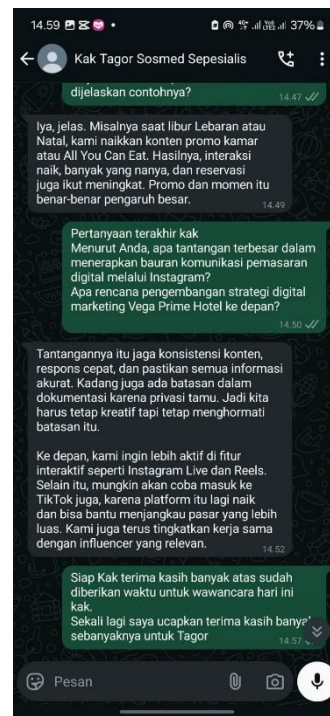 14.59
37%
Kak Tagor Sosmed Sepesialis
dijelaskan contohnya?
14.47
Iya, jelas. Misalnya saat libur Lebaran atau
Natal, kami naikkan konten promo kamar
atau All You Can Eat. Hasilnya, interaksi
naik, banyak yang nanya, dan reservasi
juga ikut meningkat. Promo dan momen itu
benar-benar pengaruh besar.
14.49
Pertanyaan terakhir kak
Menurut Anda, apa tantangan terbesar dalam
menerapkan bauran komunikasi pemasaran
digital melalui Instagram?
Apa rencana pengembangan strategi digital
marketing Vega Prime Hotel ke depan?
14.50
Tantangannya itu jaga konsistensi konten,
respons cepat, dan pastikan semua informasi
akurat. Kadang juga ada batasan dalam
dokumentasi karena privasi tamu. Jadi kita
harus tetap kreatif tapi tetap menghormati
batasan itu.
Ke depan, kami ingin lebih aktif di fitur
interaktif seperti Instagram Live dan Reels.
Selain itu, mungkin akan coba masuk ke
TikTok juga, karena platform itu lagi naik
dan bisa bantu menjangkau pasar yang lebih
luas. Kami juga terus tingkatkan kerja sama
dengan influencer yang relevan.
14.52
Siap Kak terima kasih banyak atas sudah
diberikan waktu untuk wawancara hari ini
kak.
Sekali lagi saya ucapkan terima kasih banyak
sebanyaknya untuk Tagor
14.57
Pesan